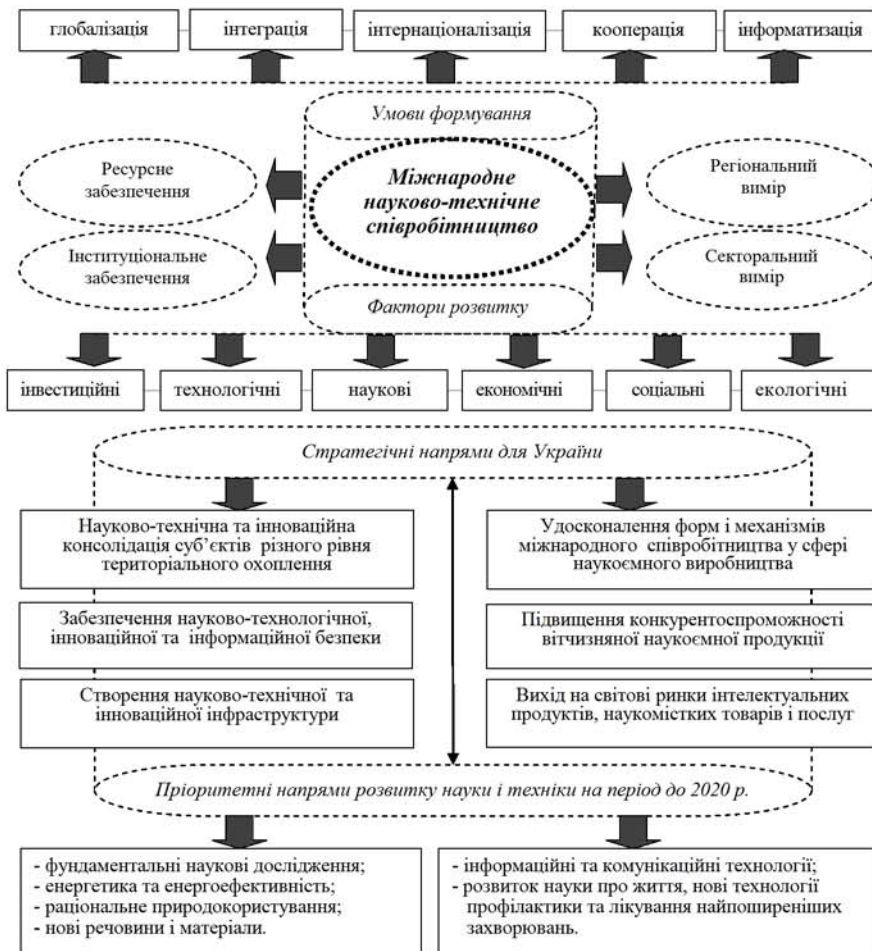 глобалізація
інтеграція
інтернаціоналізація
кооперація
інформатизація
Умови формування
Ресурсне
забезпечення
Міжнародне
науково-технічне
співробітництво
Регіональний
вимір
Інституціональне
забезпечення
Секторальний
вимір
Фактори розвитку
інвестиційні
технологічні
наукові
економічні
соціальні
екологічні
Стратегічні напрями для України
Науково-технічна та інноваційна
консолідація суб’єктів різного рівня
територіального охоплення
Удосконалення форм і механізмів
міжнародного співробітництва у сфері
наукоємного виробництва
Забезпечення науково-технологічної,
інноваційної та інформаційної безпеки
Підвищення конкурентоспроможності
вітчизняної наукоємної продукції
Створення науково-технічної та
інноваційної інфраструктури
Вихід на світові ринки інтелектуальних
продуктів, наукомістких товарів і послуг
Пріоритетні напрями розвитку науки і техніки на період до 2020 р.
- фундаментальні наукові дослідження;
- енергетика та енергоефективність;
- раціональне природокористування;
- нові речовини і матеріали.
- інформаційні та комунікаційні технології;
- розвиток науки про життя, нові технології
профілактики та лікування найпоширеніших
захворювань.